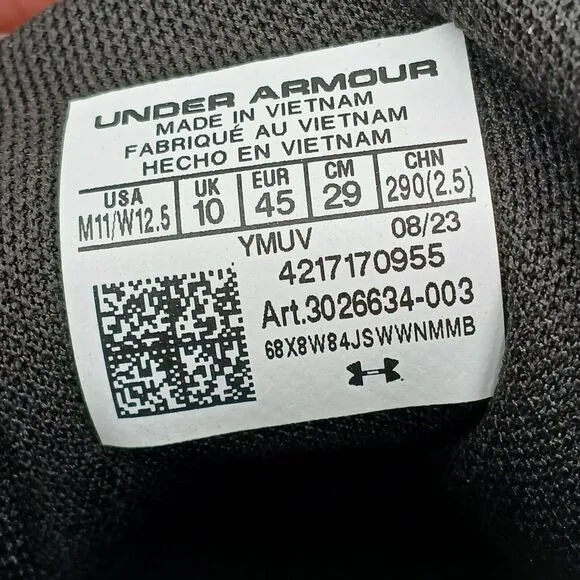 UNDER ARMOUR
MADE IN VIETNAM
FABRIQUÉ AU VIETNAM
HECHO EN VIETNAM
USA UK EUR CM CHN
M11/W12.5 10 45 29 290(2.5)
YMUV 08/23
4217170955
Art.3026634-003
68X8W84JSWWNMMB